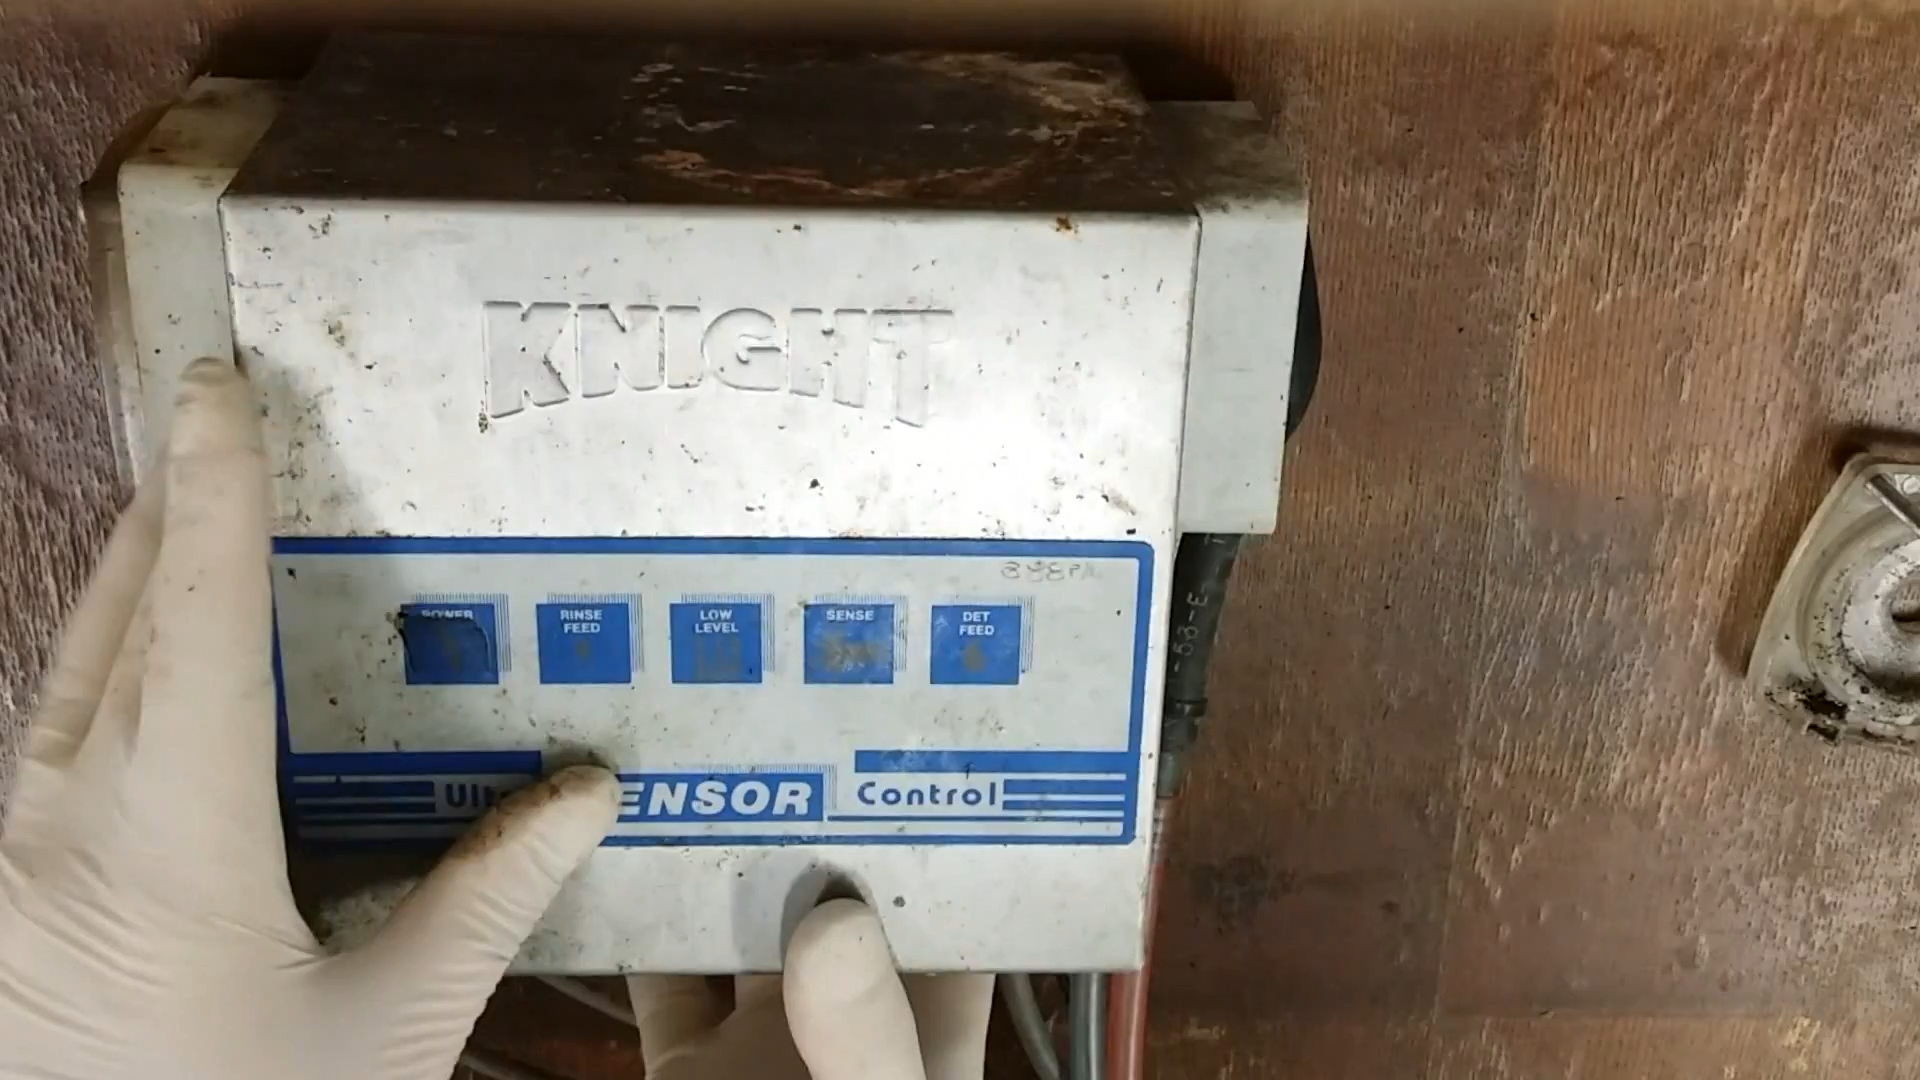 KNIGHT
POWER
RINSE
FEED
LOW
LEVEL
SENSE
DET
FEED
ENSOR Control